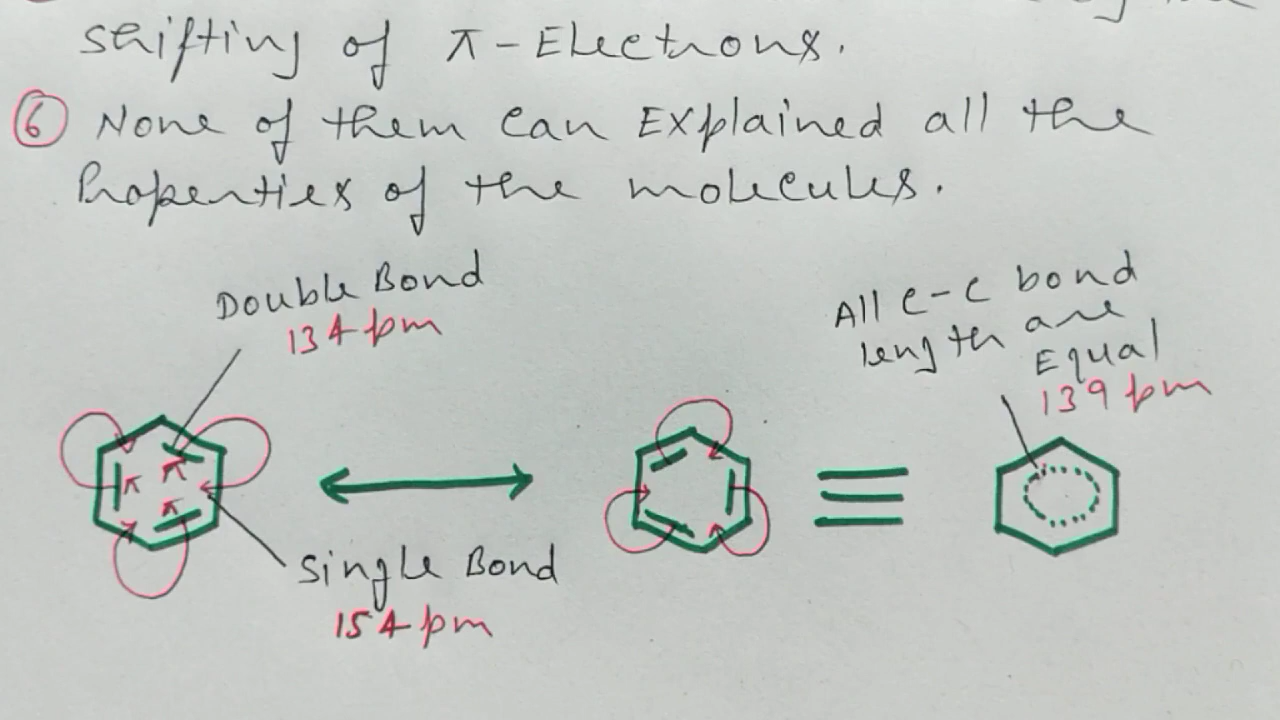 shifting of π-Electrons.
⑥ None of them can Explained all the
Properties of the molecules.
Double Bond
134 pm
All C-C bond
length are
Equal
139 pm
Single Bond
154 pm